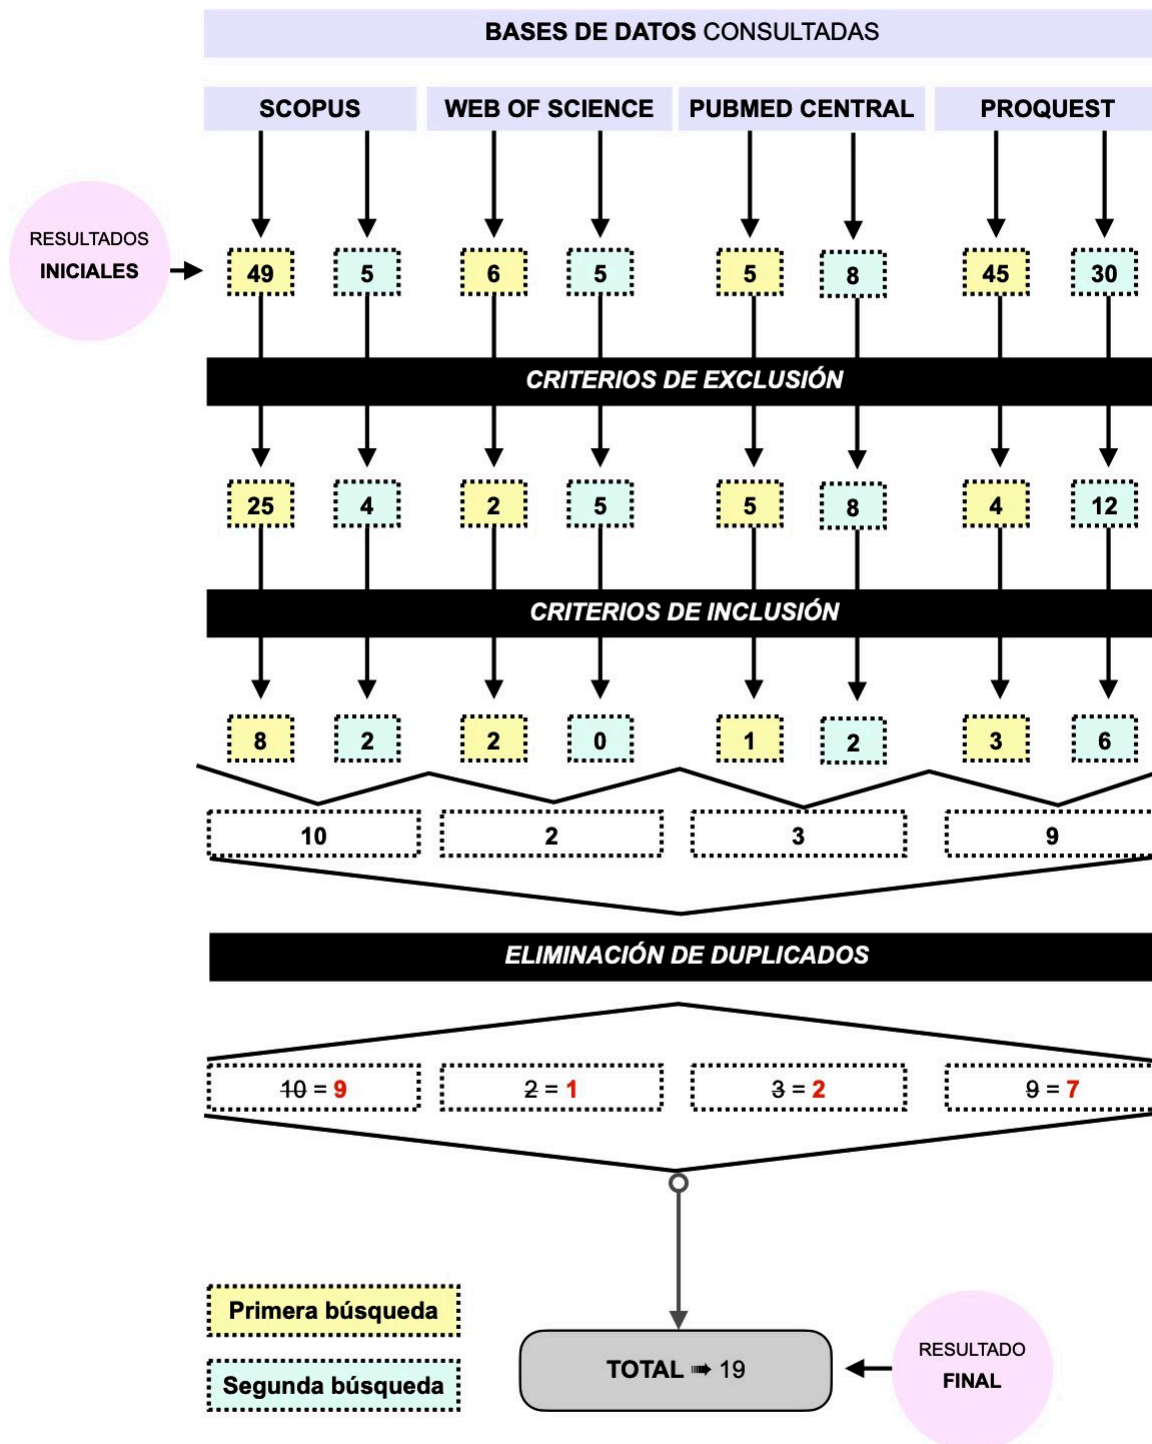 BASES DE DATOS CONSULTADAS
SCOPUS WEB OF SCIENCE PUBMED CENTRAL PROQUEST
RESULTADOS
INICIALES
49 5 6 5 5 8 45 30
CRITERIOS DE EXCLUSIÓN
25 4 2 5 5 8 4 12
CRITERIOS DE INCLUSIÓN
8 2 2 0 1 2 3 6
10 2 3 9
ELIMINACIÓN DE DUPLICADOS
10 = 9 2 = 1 3 = 2 9 = 7
Primera búsqueda
Segunda búsqueda
TOTAL ➠ 19
RESULTADO
FINAL